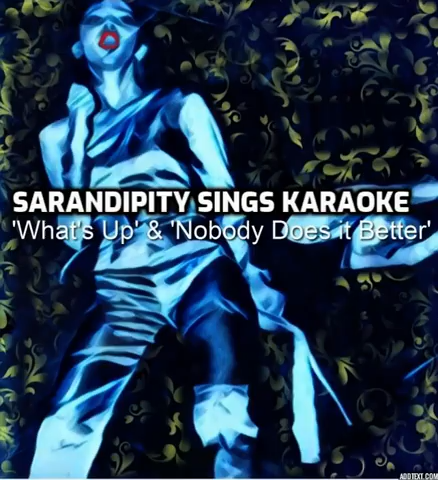 SARANDIPITY SINGS KARAOKE
'What's Up' & 'Nobody Does it Better'
ADDTEXT.COM